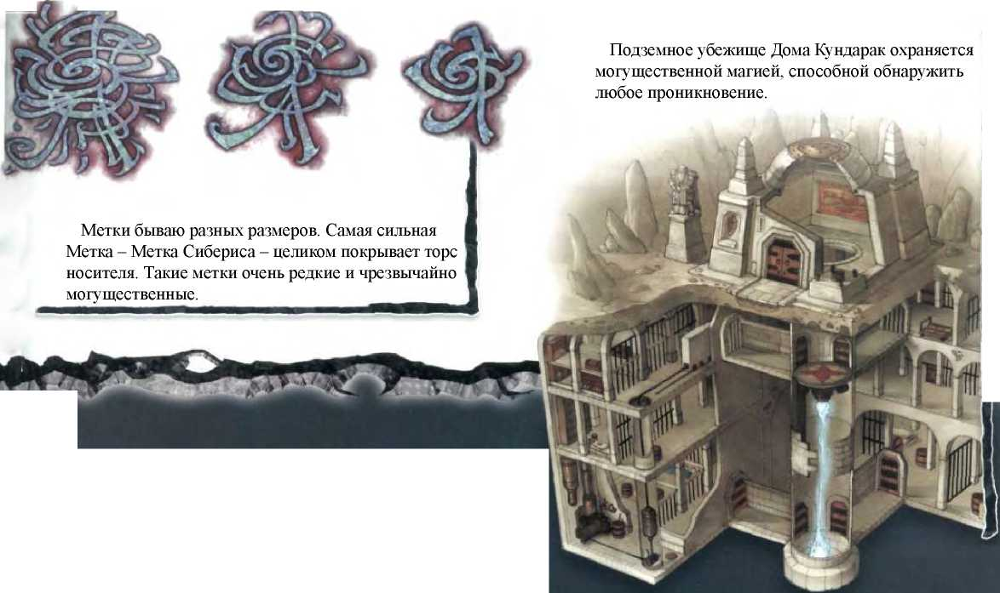 Метки бываю разных размеров. Самая сильная
Метка – Метка Сибериса – целиком покрывает торс
носителя. Такие метки очень редкие и чрезвычайно
могущественные.
Подземное убежище Дома Кундарак охраняется
могущественной магией, способной обнаружить
любое проникновение.